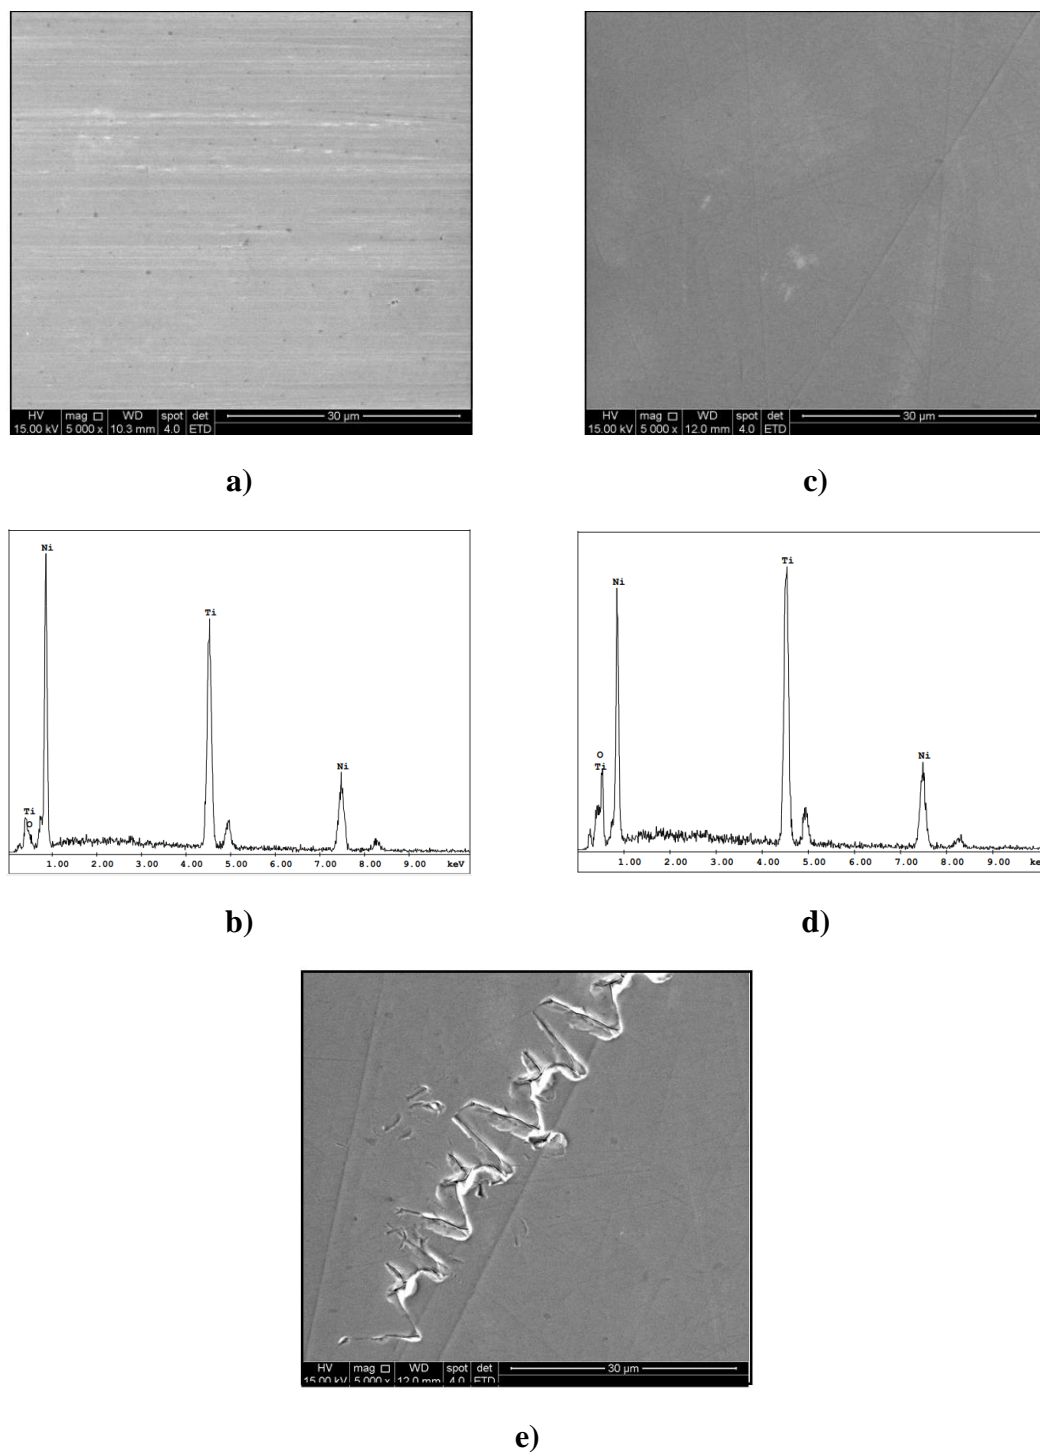 HV mag □ WD spot det 30 µm
15.00 kV 5 000 x 10.3 mm 4.0 ETD
HV mag □ WD spot det 30 µm
15.00 kV 5 000 x 12.0 mm 4.0 ETD
a)
c)
Ni
Ti
Ti
O
Ni
1.00 2.00 3.00 4.00 5.00 6.00 7.00 8.00 9.00 keV
Ti
Ni
O
Ti
Ni
1.00 2.00 3.00 4.00 5.00 6.00 7.00 8.00 9.00 ke
b)
d)
HV mag □ WD spot det 30 µm
15.00 kV 5 000 x 12.0 mm 4.0 ETD
e)